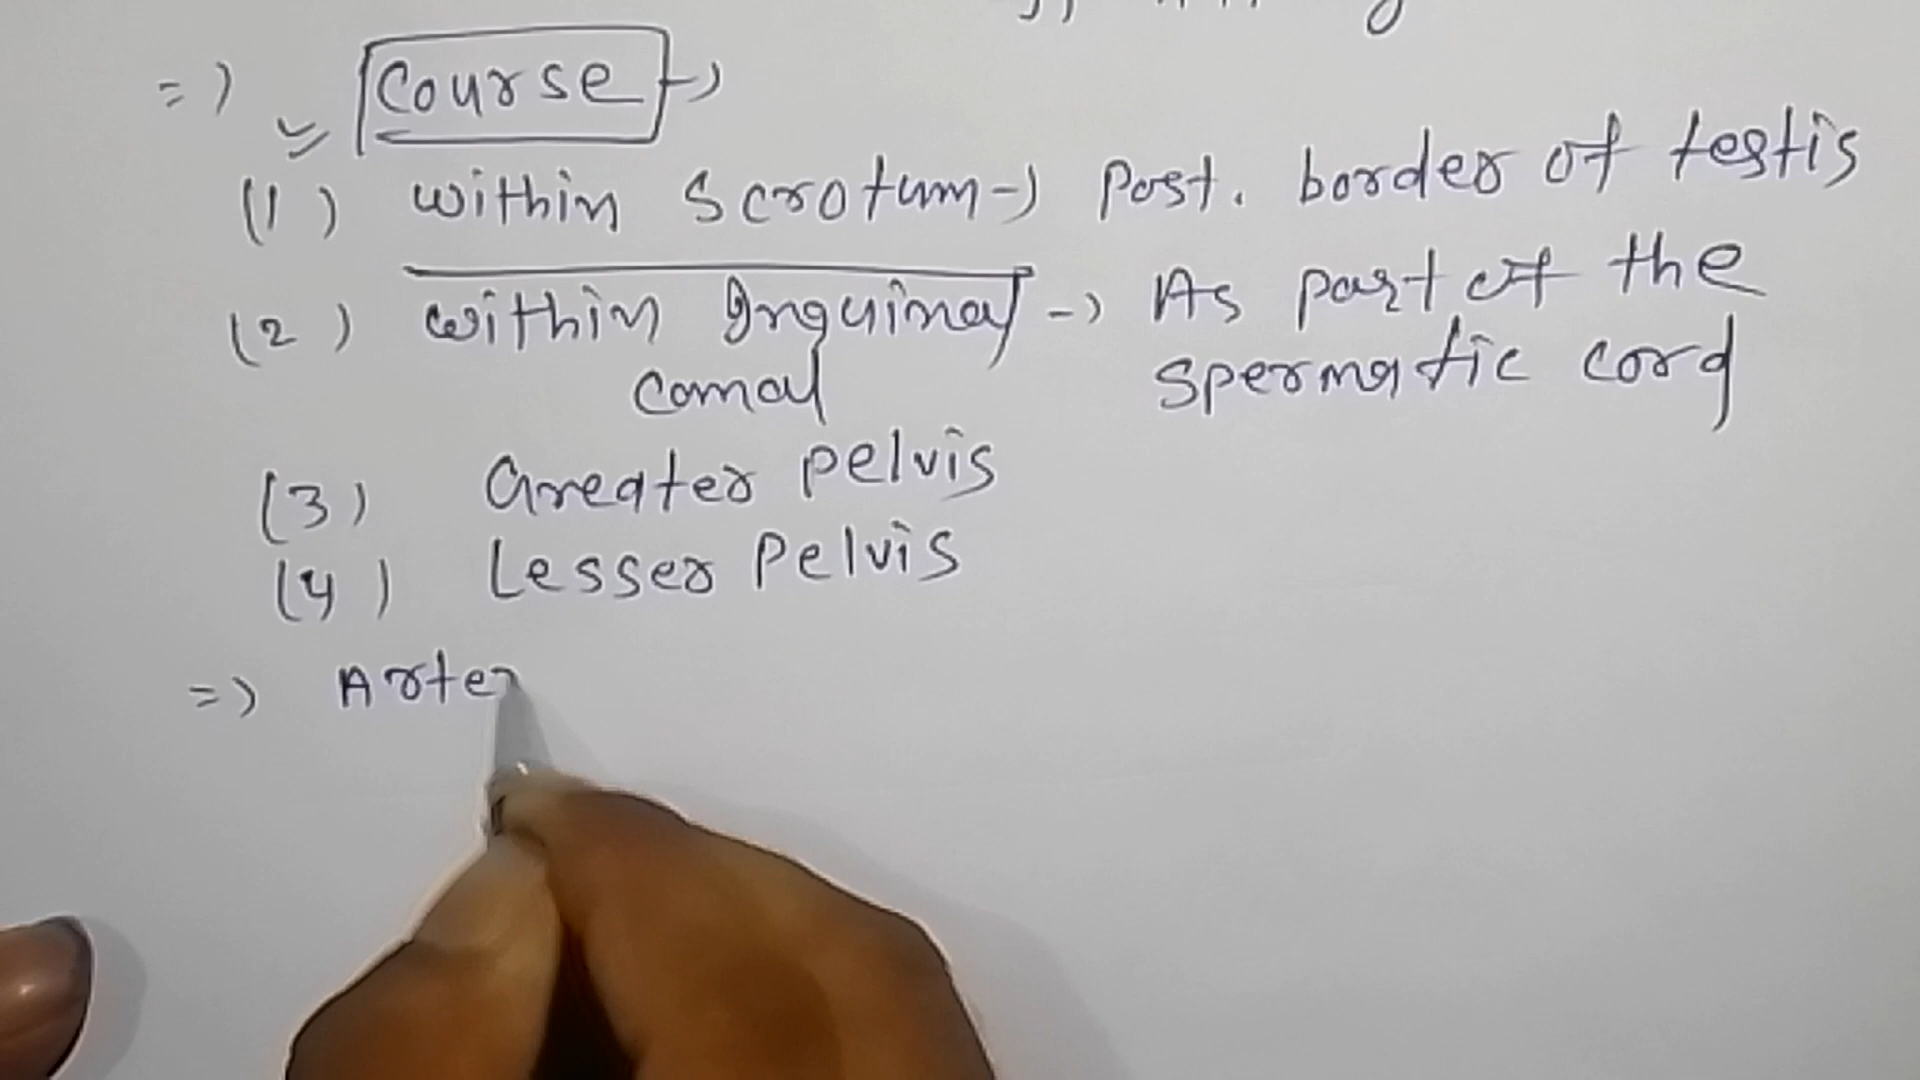 =) Course -)
(1) within Scrotum -) Post. border of testis
(2) within Inguinal -) As part of the
canal spermatic cord
(3) Greater pelvis
(4) Lesser Pelvis
=) Arter